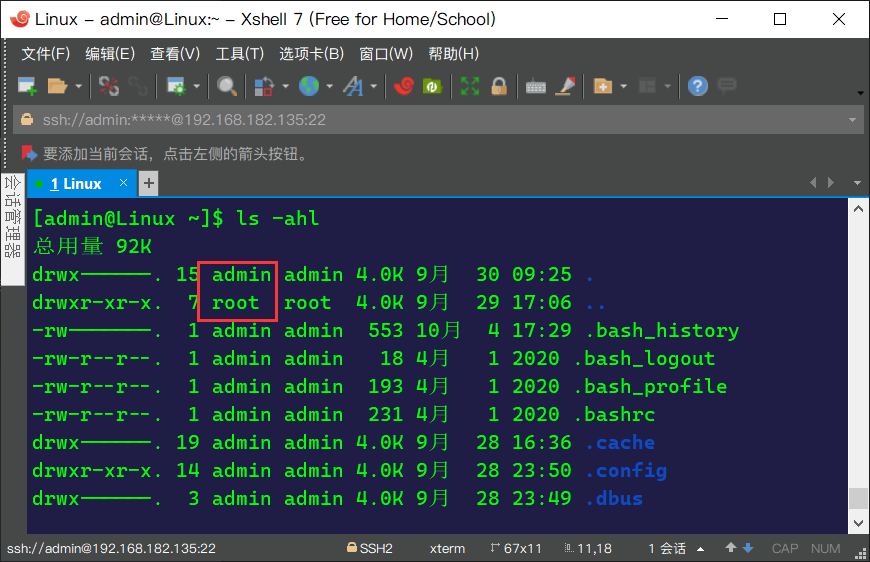 Linux - admin@Linux:~ - Xshell 7 (Free for Home/School)
文件(F) 编辑(E) 查看(V) 工具(T) 选项卡(B) 窗口(W) 帮助(H)
ssh://admin:*****@192.168.182.135:22
要添加当前会话，点击左侧的箭头按钮。
会话管理器
1 Linux × +
[admin@Linux ~]$ ls -ahl
总用量 92K
drwx------. 15 admin admin 4.0K 9月 30 09:25 .
drwxr-xr-x. 7 root root 4.0K 9月 29 17:06 ..
-rw-------. 1 admin admin 553 10月 4 17:29 .bash_history
-rw-r--r--. 1 admin admin 18 4月 1 2020 .bash_logout
-rw-r--r--. 1 admin admin 193 4月 1 2020 .bash_profile
-rw-r--r--. 1 admin admin 231 4月 1 2020 .bashrc
drwx------. 19 admin admin 4.0K 9月 28 16:36 .cache
drwxr-xr-x. 14 admin admin 4.0K 9月 28 23:50 .config
drwx------. 3 admin admin 4.0K 9月 28 23:49 .dbus
ssh://admin@192.168.182.135:22 SSH2 xterm 67x11 11,18 1 会话 CAP NUM